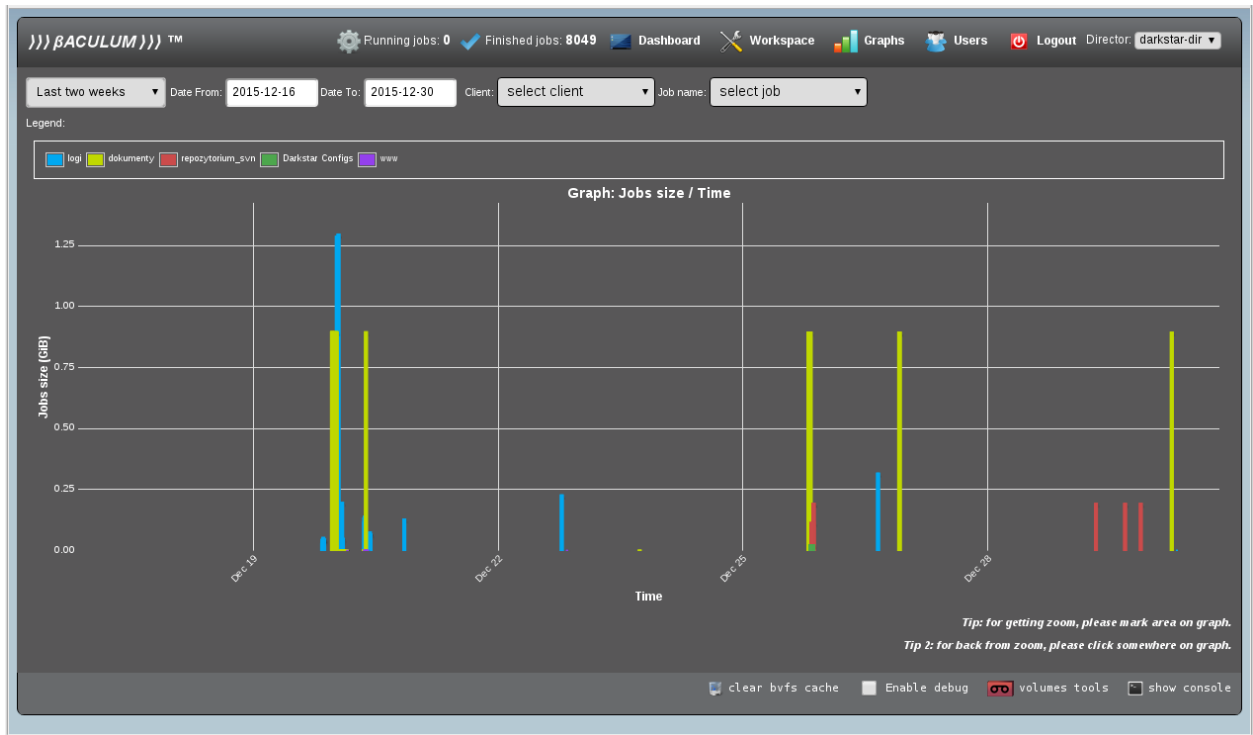 ⟩⟩⟩ βACULUM ⟩⟩⟩ ™ Running jobs: 0 Finished jobs: 8049 Dashboard Workspace Graphs Users Logout Director: darkstar-dir
Last two weeks Date From: 2015-12-16 Date To: 2015-12-30 Client: select client Job name: select job
Legend:
logi dokumenty repozytorium_svn Darkstar Configs www
Graph: Jobs size / Time
1.25
1.00
0.75
0.50
0.25
0.00
Jobs size (GiB)
Dec 19 Dec 22 Dec 25 Dec 28
Time
Tip: for getting zoom, please mark area on graph.
Tip 2: for back from zoom, please click somewhere on graph.
clear bvfs cache Enable debug volumes tools show console